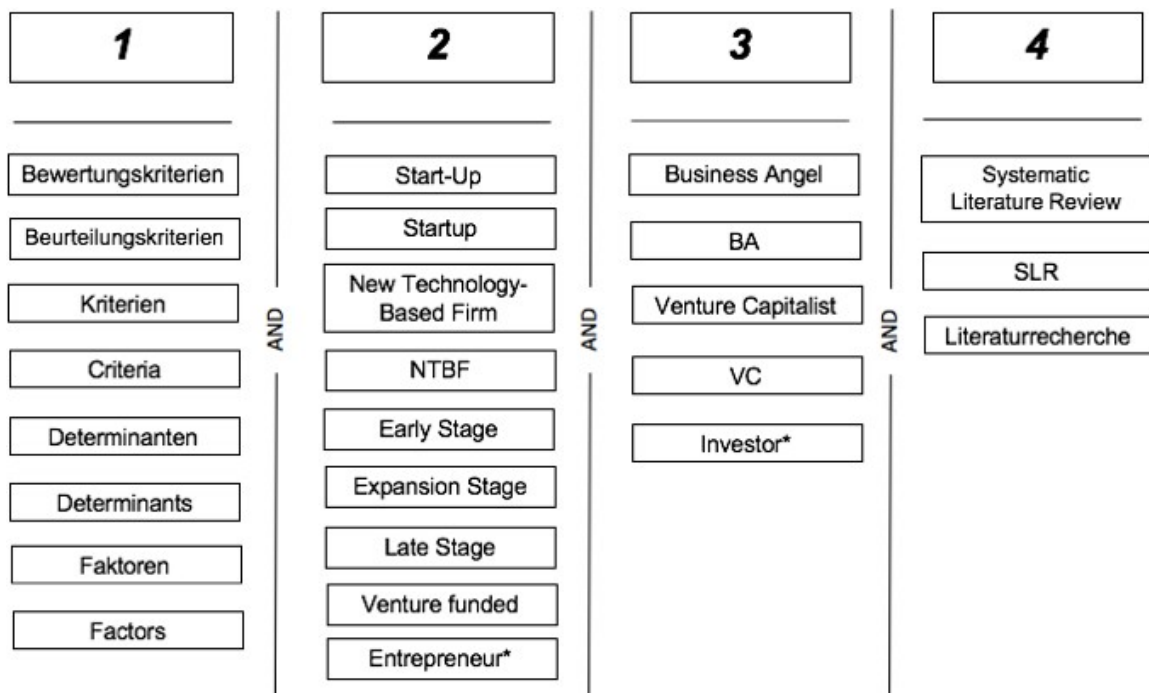 1
Bewertungskriterien
Beurteilungskriterien
Kriterien
Criteria
Determinanten
Determinants
Faktoren
Factors
AND
2
Start-Up
Startup
New Technology-
Based Firm
NTBF
Early Stage
Expansion Stage
Late Stage
Venture funded
Entrepreneur*
AND
3
Business Angel
BA
Venture Capitalist
VC
Investor*
AND
4
Systematic
Literature Review
SLR
Literaturrecherche